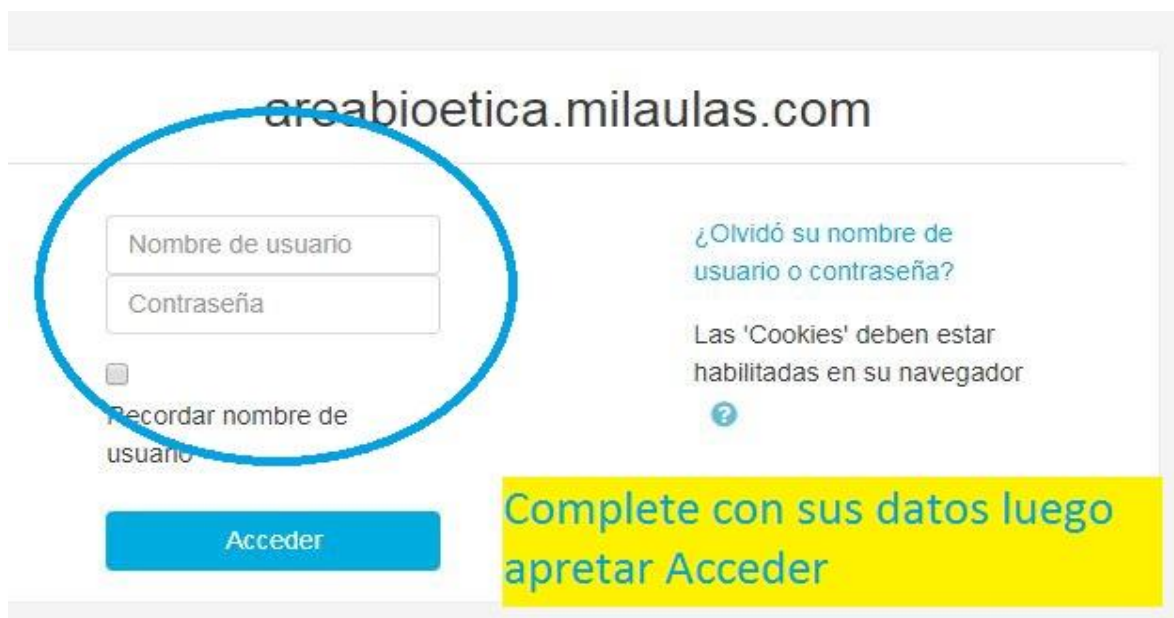 areabioetica.milaulas.com
Nombre de usuario
Contraseña
Recordar nombre de
usuario
Acceder
¿Olvidó su nombre de
usuario o contraseña?
Las 'Cookies' deben estar
habilitadas en su navegador
Complete con sus datos luego
apretar Acceder